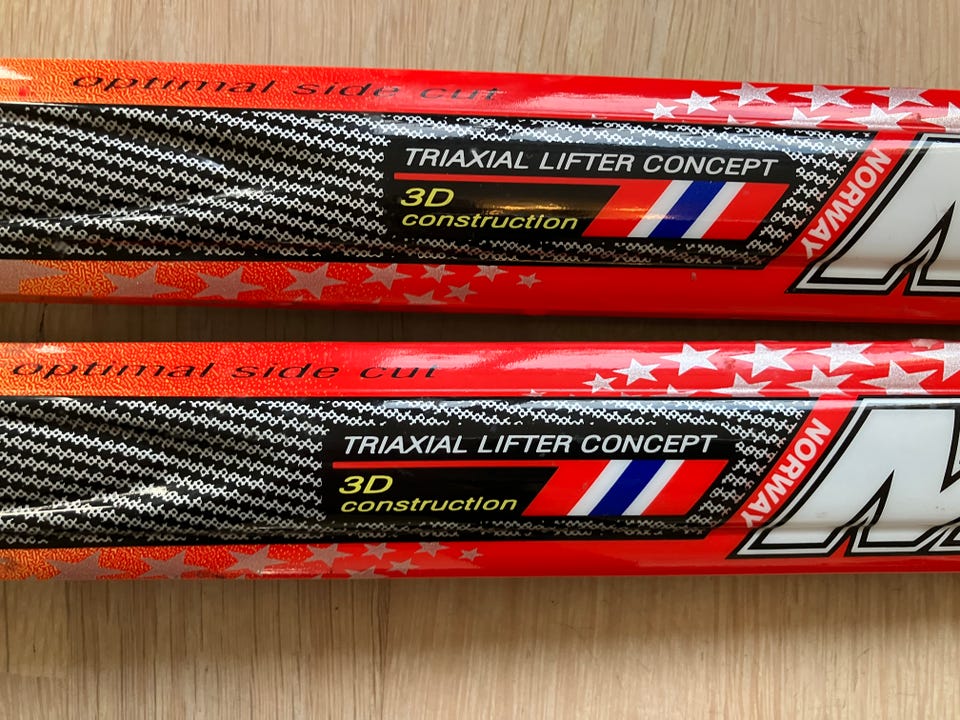 optimal side cut
TRIAXIAL LIFTER CONCEPT
3D
construction
NORWAY
optimal side cut
TRIAXIAL LIFTER CONCEPT
3D
construction
NORWAY